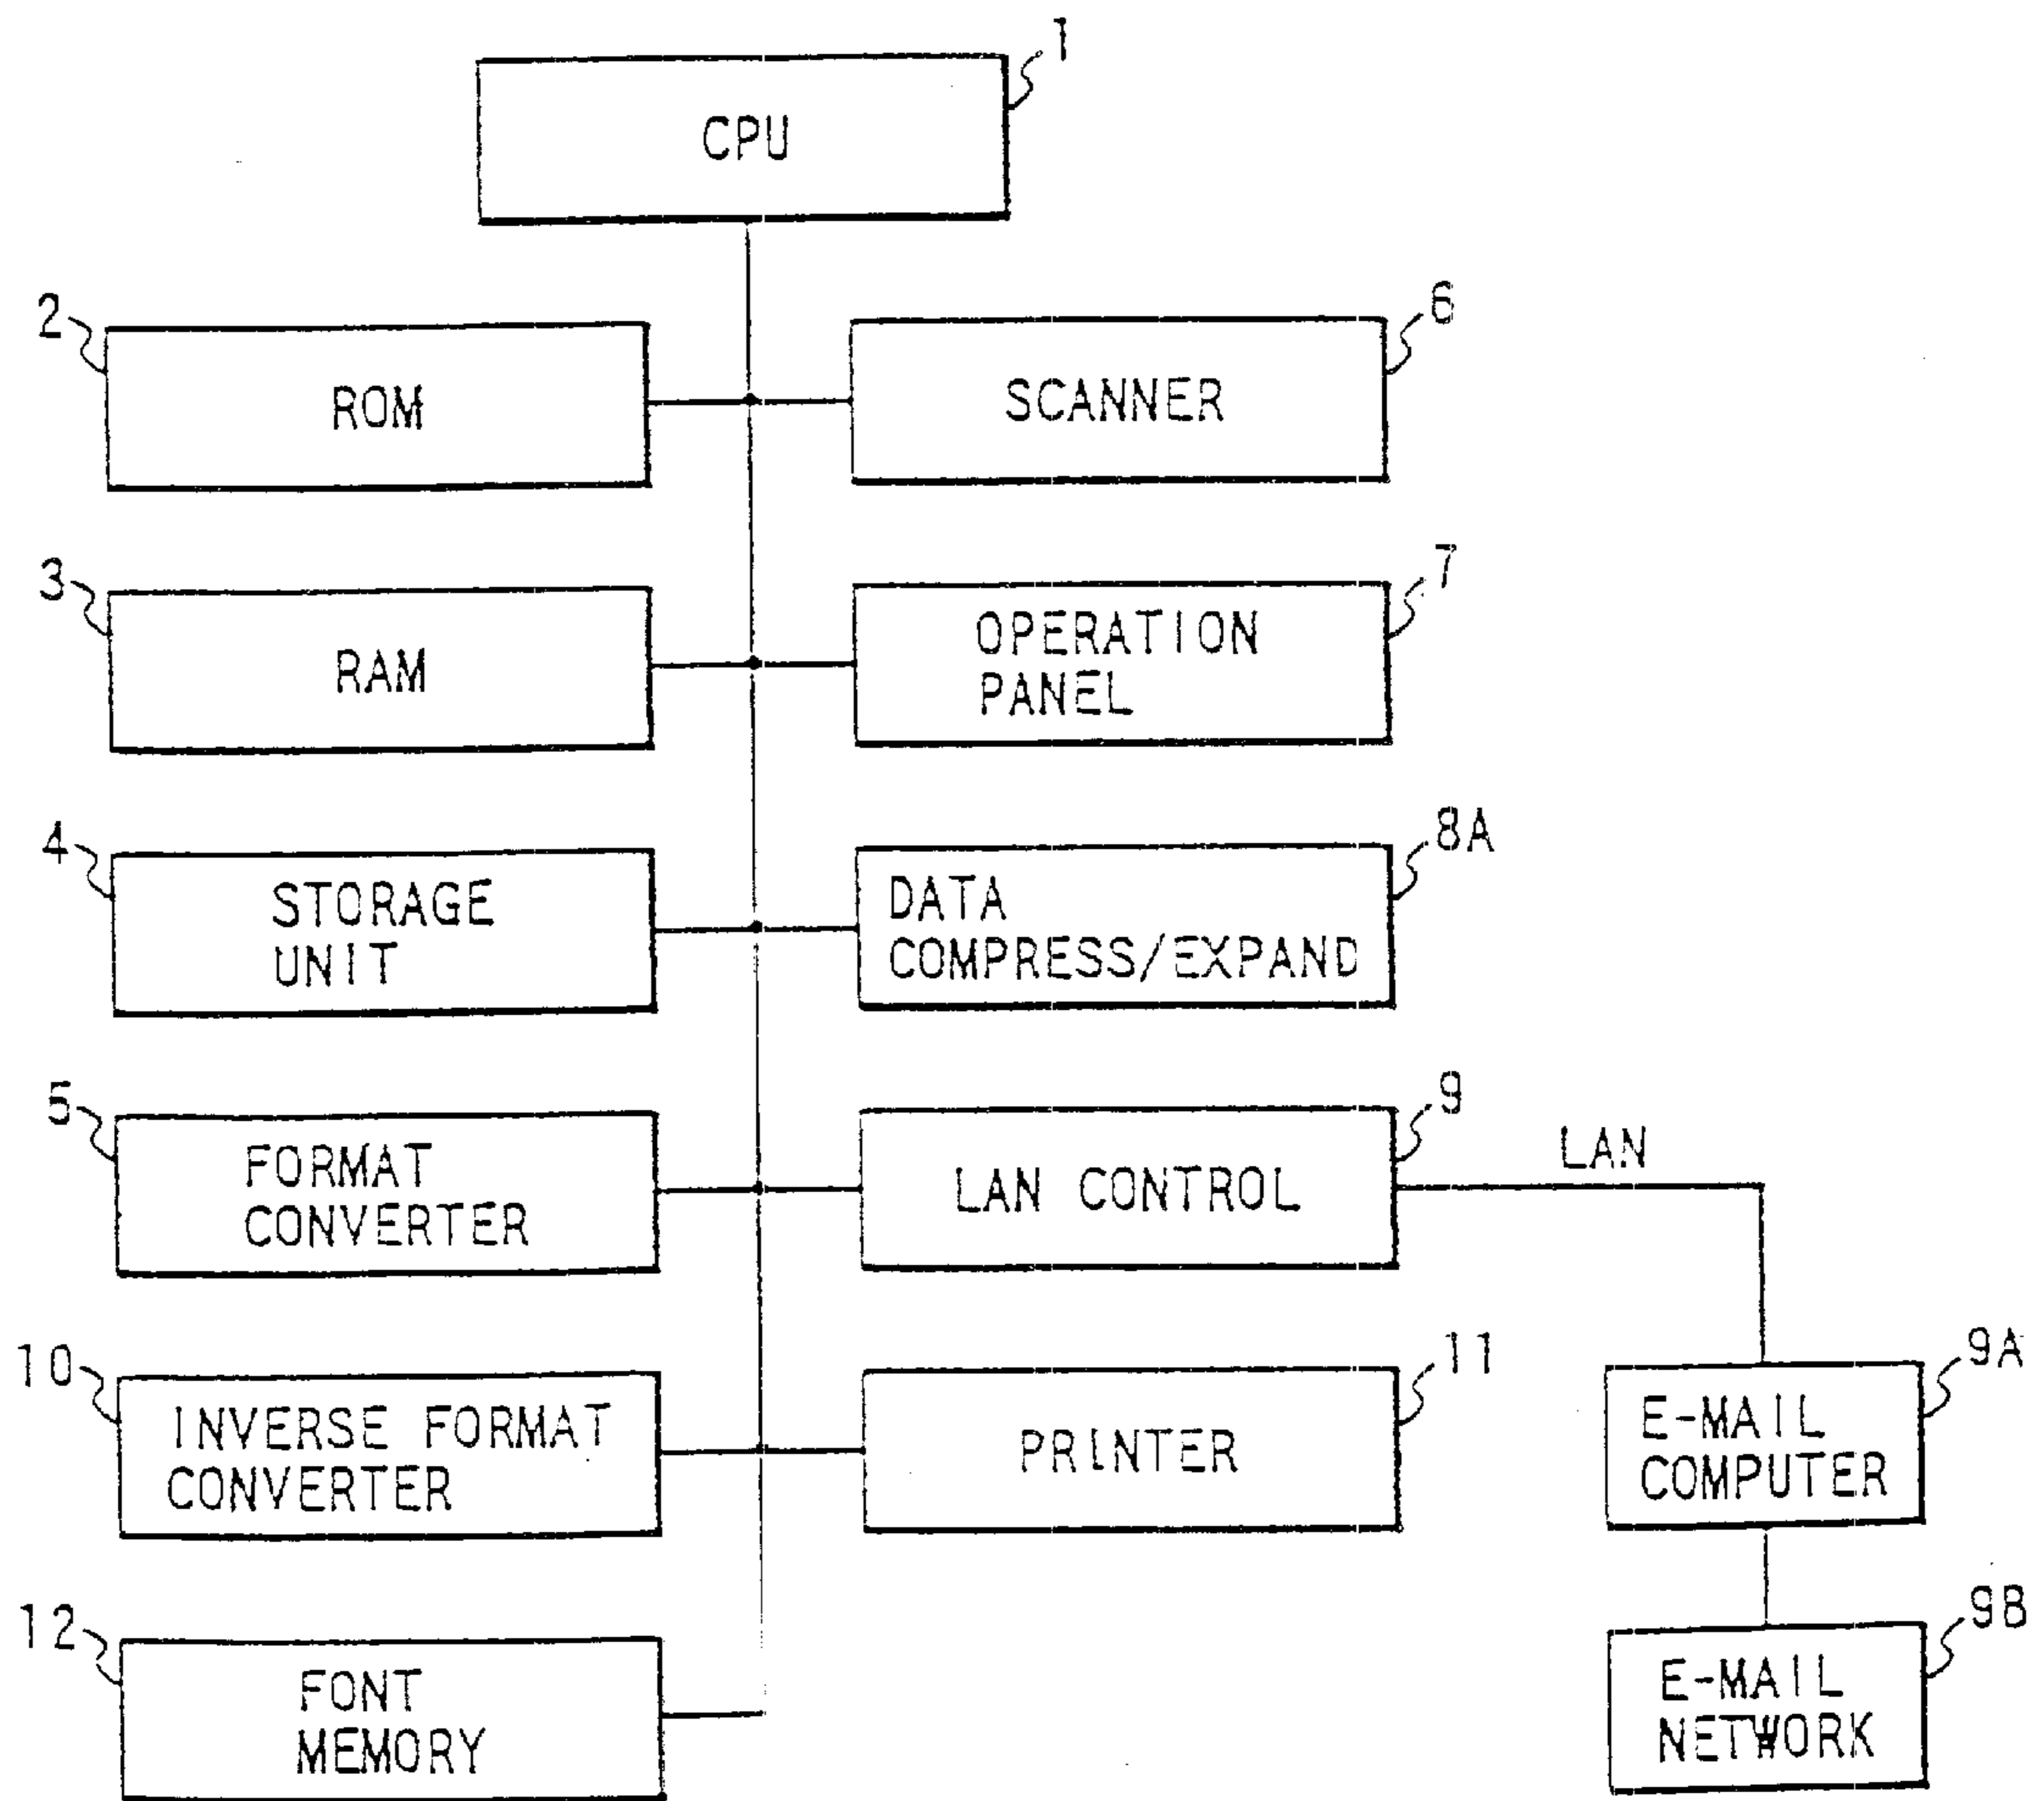 1
CPU
2
ROM
6
SCANNER
3
RAM
7
OPERATION
PANEL
4
STORAGE
UNIT
8A
DATA
COMPRESS/EXPAND
5
FORMAT
CONVERTER
9
LAN CONTROL
LAN
10
INVERSE FORMAT
CONVERTER
11
PRINTER
9A
E-MAIL
COMPUTER
12
FONT
MEMORY
9B
E-MAIL
NETWORK